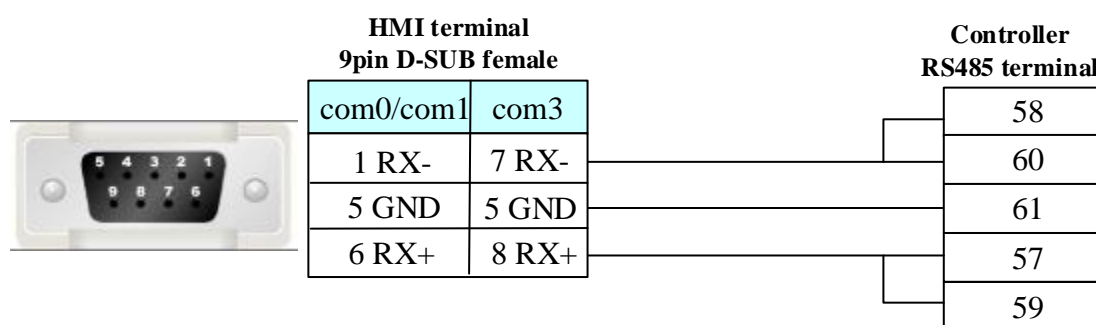 HMI terminal
9pin D-SUB female
Controller
RS485 terminal
com0/com1 com3
58
1 RX- 7 RX-
60
5 GND 5 GND
61
6 RX+ 8 RX+
57
59
5 4 3 2 1
9 8 7 6